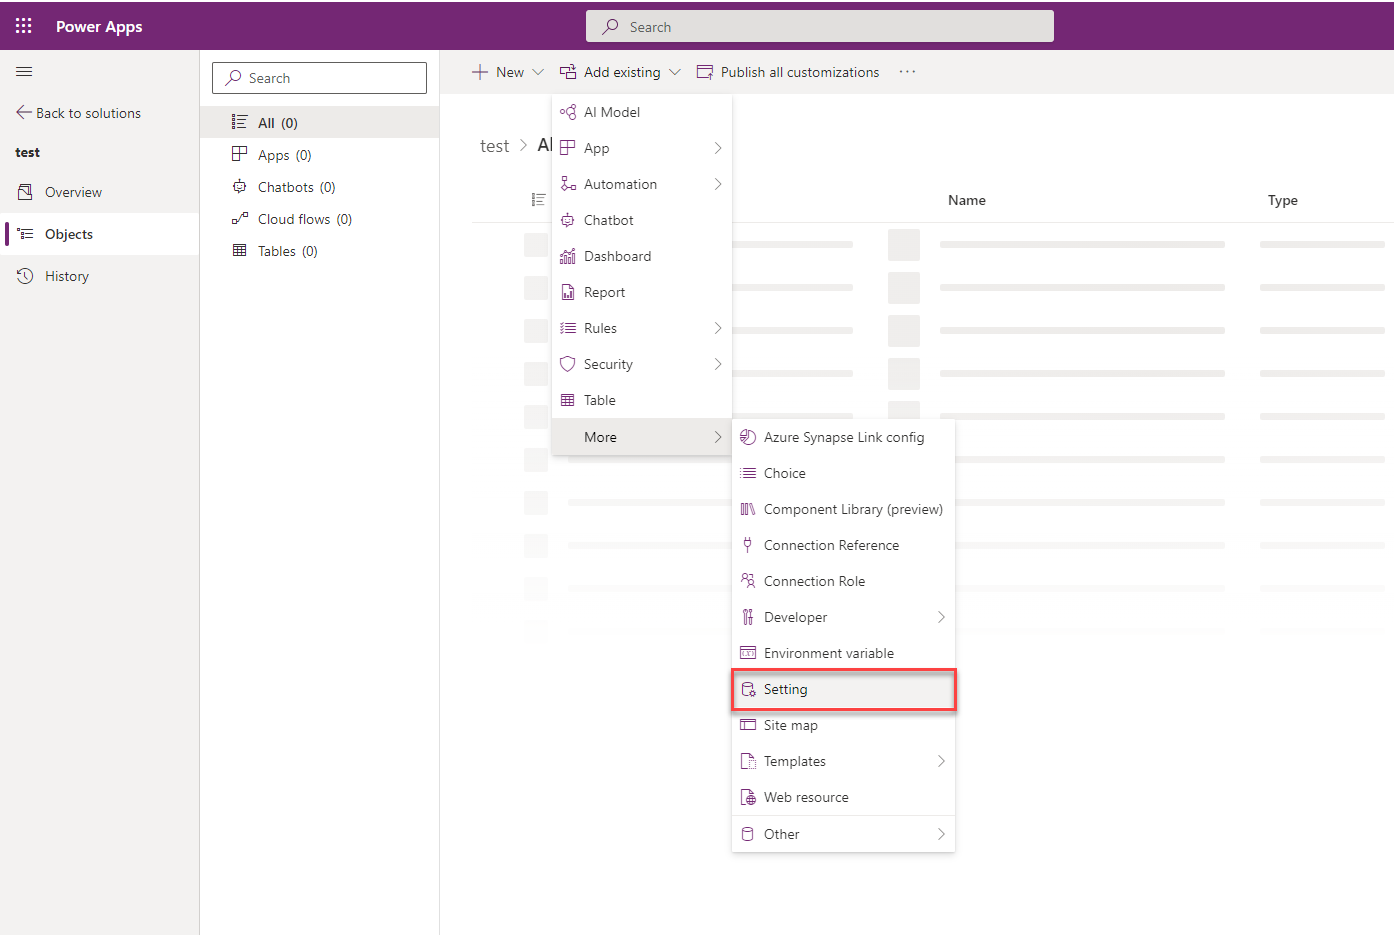 Power Apps
Search
Back to solutions
test
Overview
Objects
History
Search
All (0)
Apps (0)
Chatbots (0)
Cloud flows (0)
Tables (0)
New
Add existing
Publish all customizations
test
Name
Type
AI Model
App
Automation
Chatbot
Dashboard
Report
Rules
Security
Table
More
Azure Synapse Link config
Choice
Component Library (preview)
Connection Reference
Connection Role
Developer
Environment variable
Setting
Site map
Templates
Web resource
Other